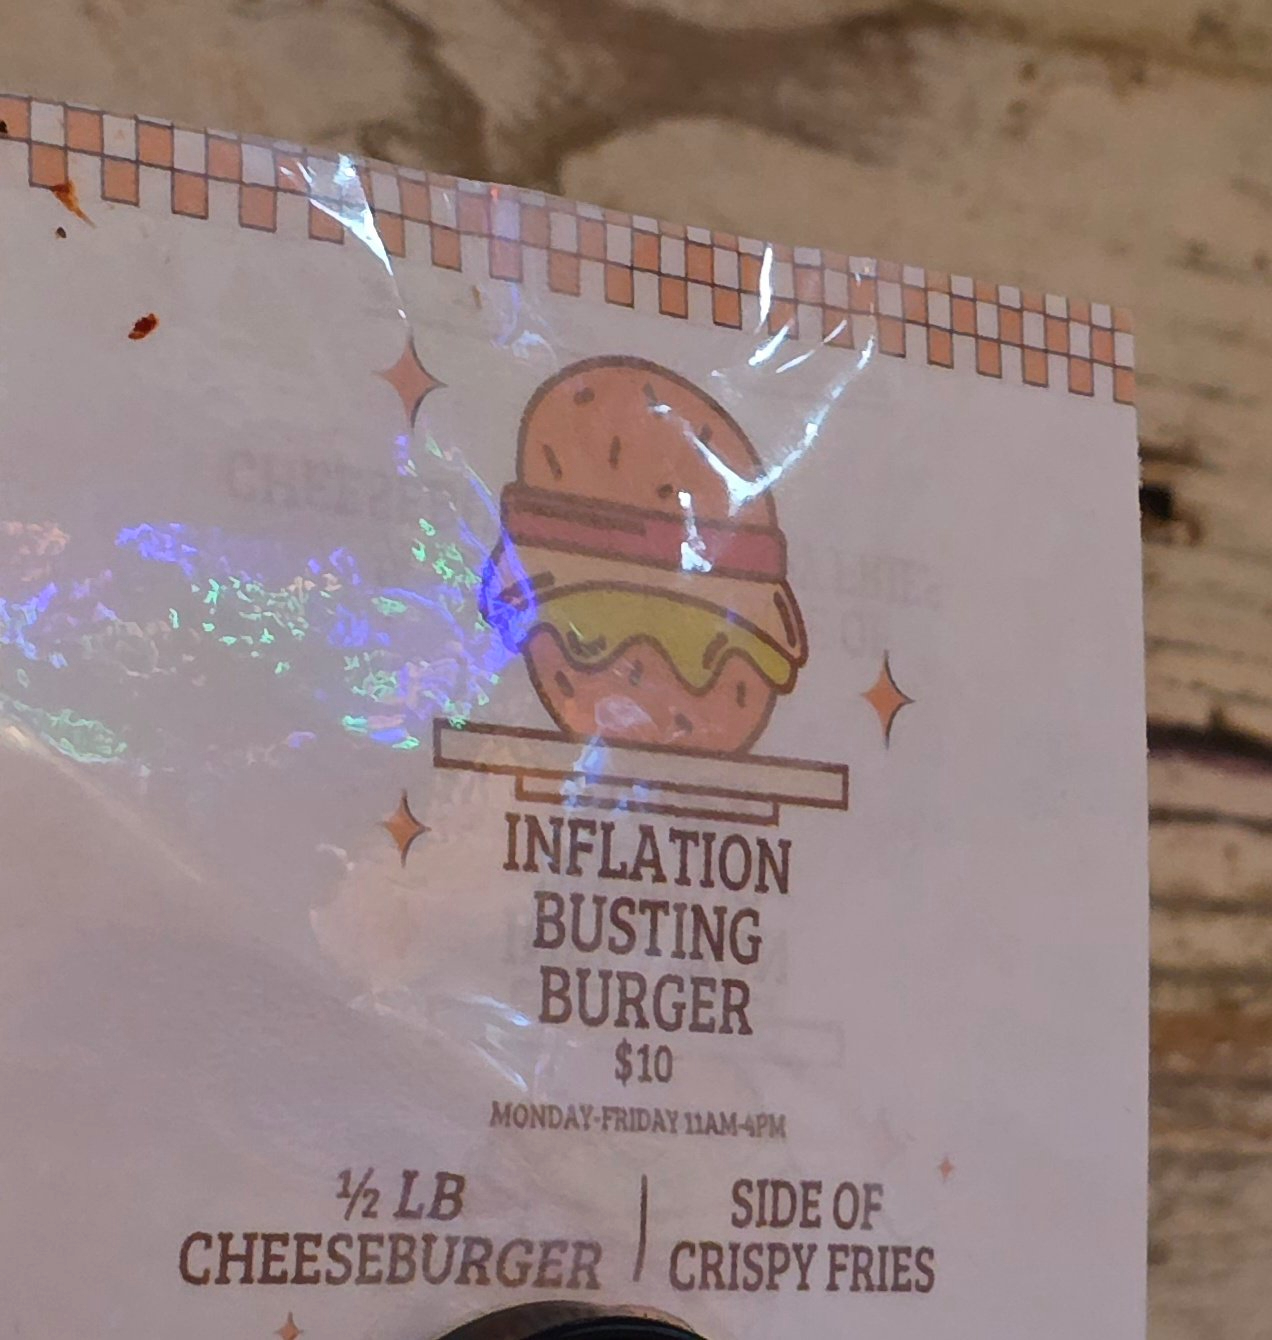 INFLATION
BUSTING
BURGER
$10
MONDAY-FRIDAY 11AM-4PM
½ LB
CHEESEBURGER
SIDE OF
CRISPY FRIES